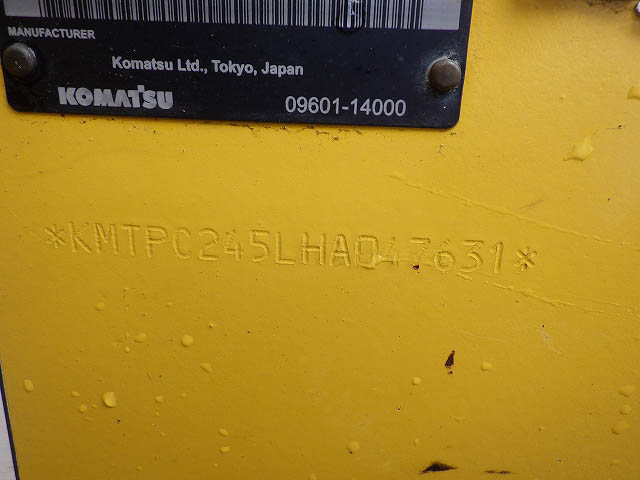 MANUFACTURER
Komatsu Ltd., Tokyo, Japan
KOMATSU
09601-14000
*KMTPC245LHA047631*